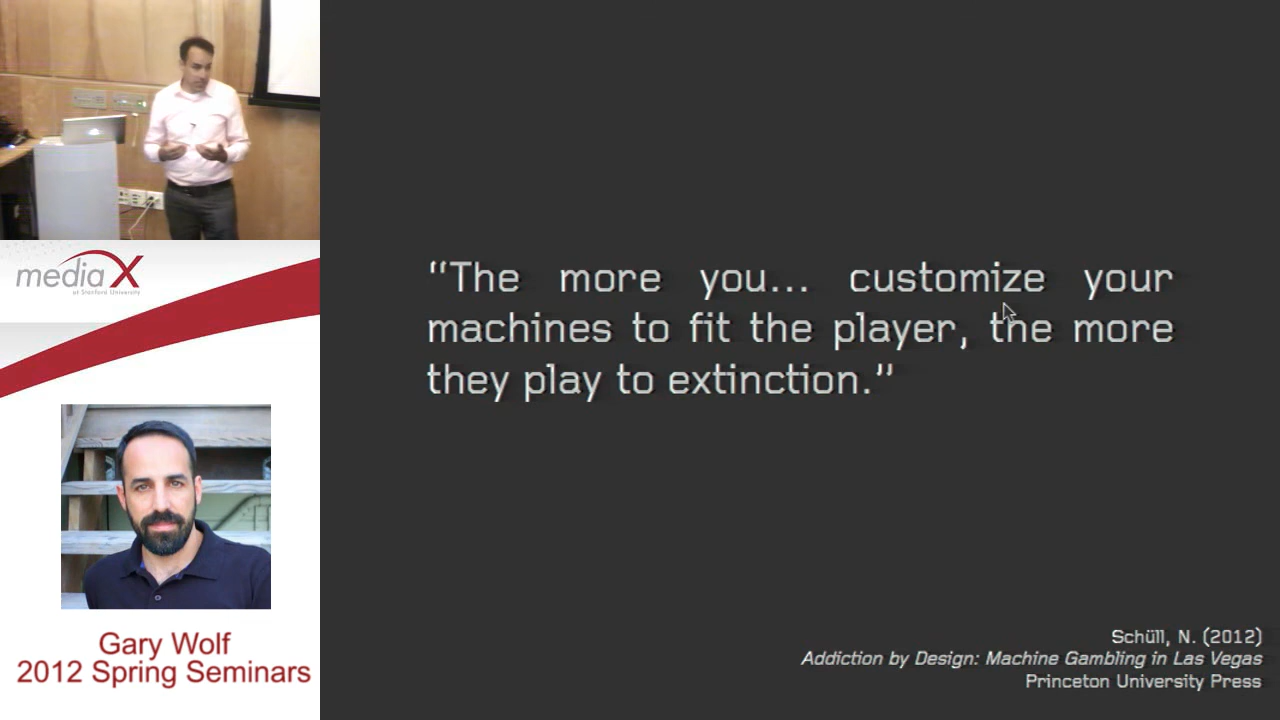 media X
at Stanford University
Gary Wolf
2012 Spring Seminars
“The more you... customize your
machines to fit the player, the more
they play to extinction.”
Schüll, N. (2012)
Addiction by Design: Machine Gambling in Las Vegas
Princeton University Press